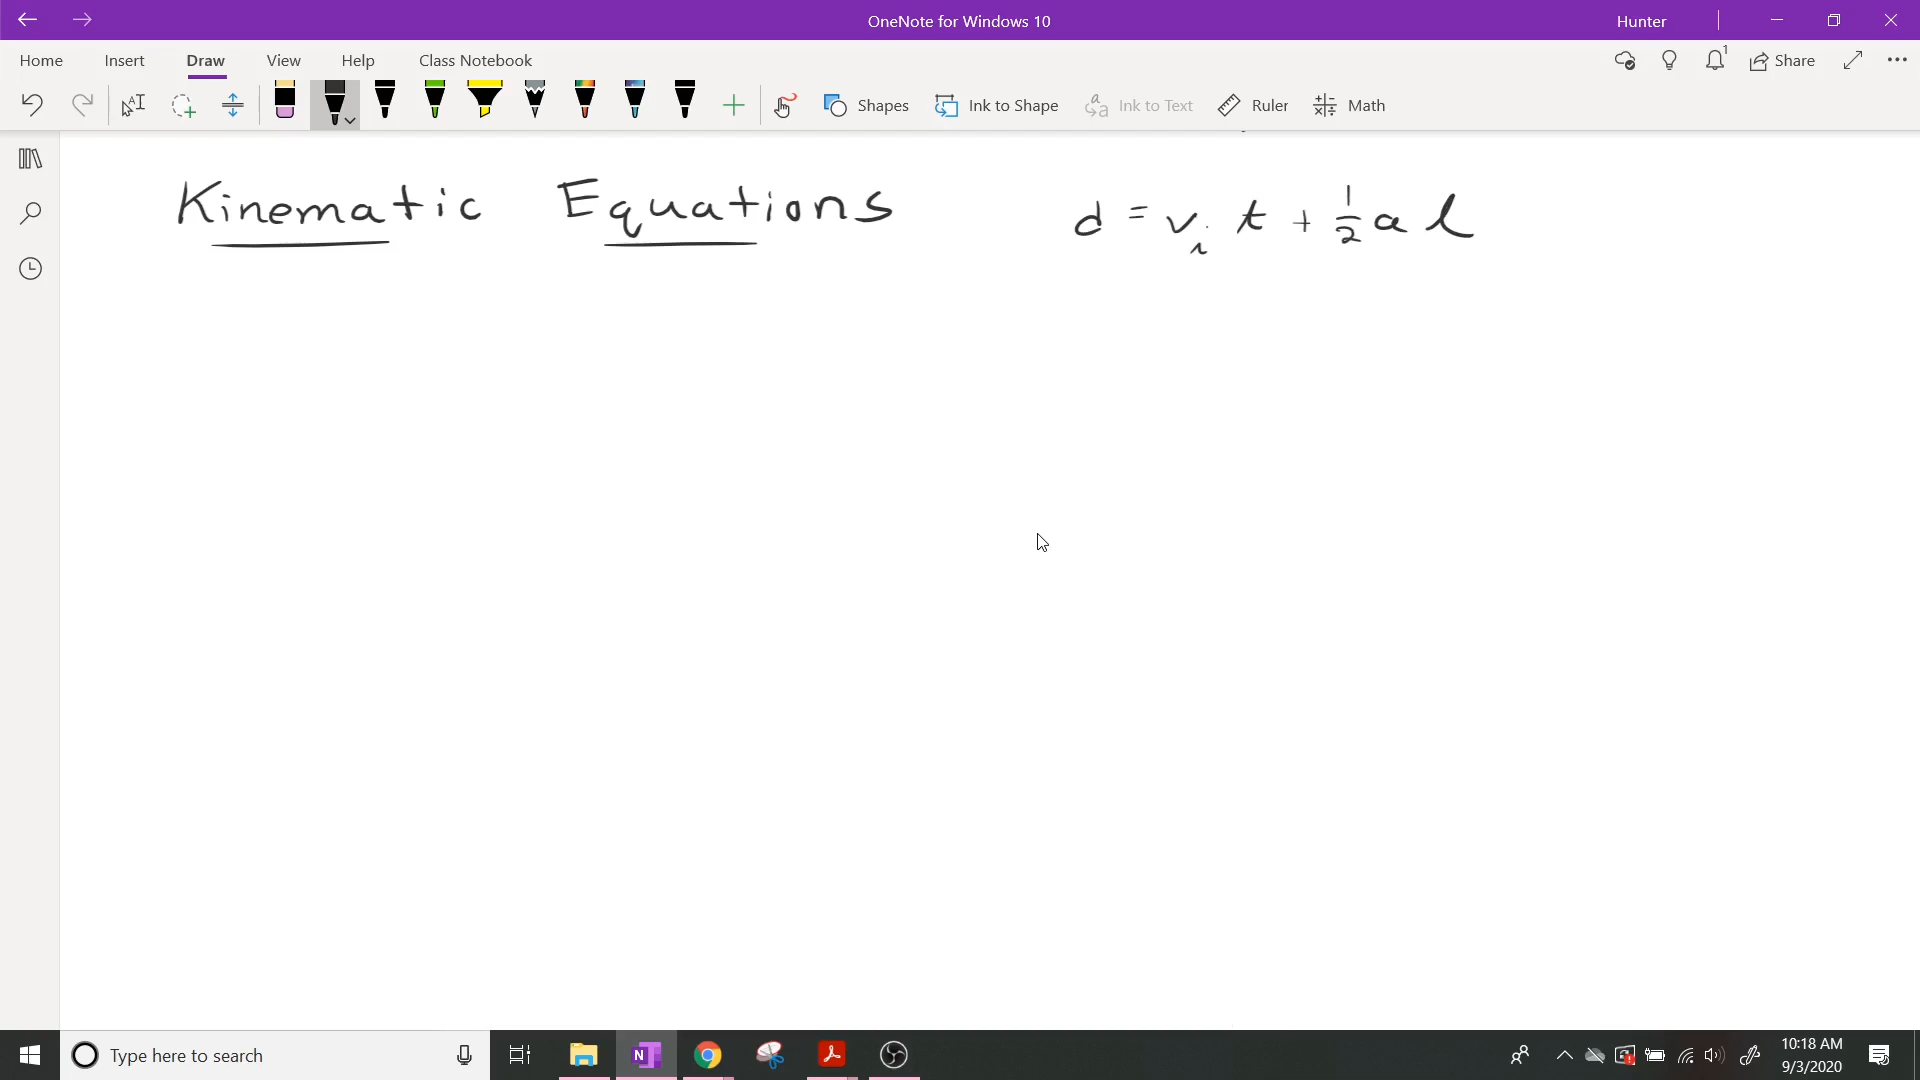 OneNote for Windows 10
Hunter
Home Insert Draw View Help Class Notebook
1
Share
Shapes Ink to Shape Ink to Text Ruler Math
Kinematic Equations
d = vᵢ t + ½ a l
Type here to search
10:18 AM
9/3/2020